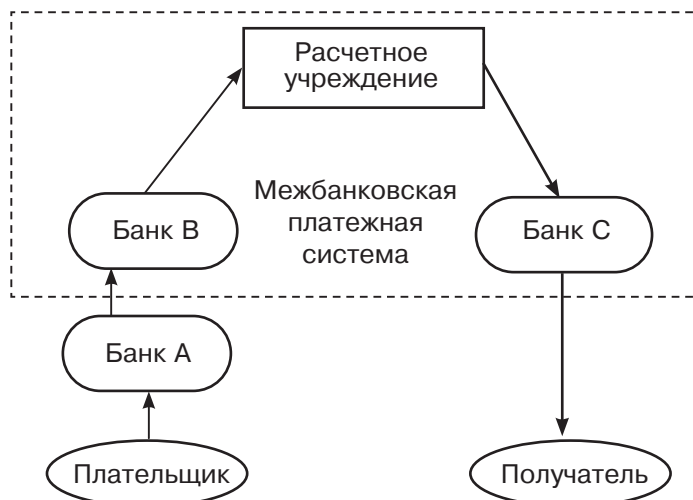 Расчетное
учреждение
Межбанковская
платежная
система
Банк В
Банк С
Банк А
Плательщик
Получатель